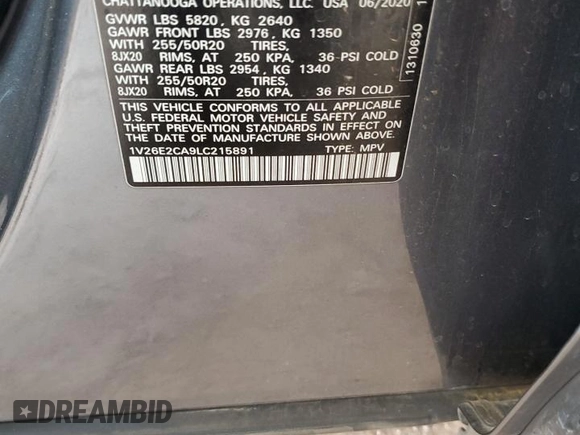 CHATTANOOGA OPERATIONS, LLC. USA 06/2020
GVWR LBS 5820, KG 2640
GAWR FRONT LBS 2976, KG 1350
WITH 255/50R20 TIRES,
8JX20 RIMS, AT 250 KPA, 36 PSI COLD
GAWR REAR LBS 2954, KG 1340
WITH 255/50R20 TIRES,
8JX20 RIMS, AT 250 KPA, 36 PSI COLD
THIS VEHICLE CONFORMS TO ALL APPLICABLE
U.S. FEDERAL MOTOR VEHICLE SAFETY AND
THEFT PREVENTION STANDARDS IN EFFECT ON
THE DATE OF MANUFACTURE SHOWN ABOVE.
1V26E2CA9LC215891 TYPE: MPV
1310630
DREAMBID